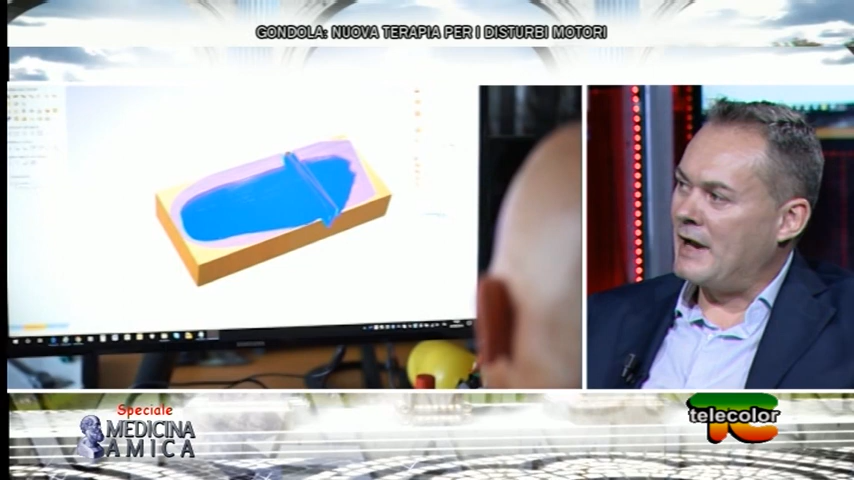 GONDOLA: NUOVA TERAPIA PER I DISTURBI MOTORI
Speciale
MEDICINA
AMICA
telecolor